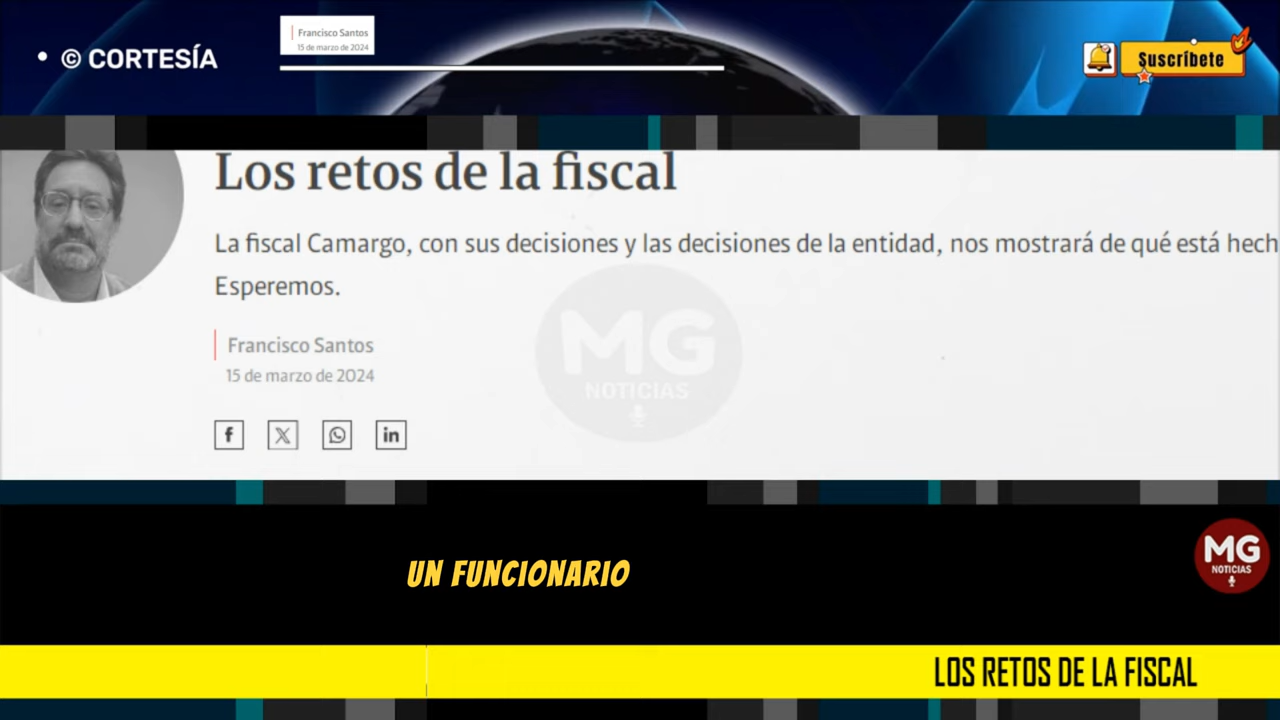 • © CORTESÍA
Francisco Santos
15 de marzo de 2024
Suscríbete
Los retos de la fiscal
La fiscal Camargo, con sus decisiones y las decisiones de la entidad, nos mostrará de qué está hech
Esperemos.
Francisco Santos
15 de marzo de 2024
MG
NOTICIAS
UN FUNCIONARIO
MG
NOTICIAS
LOS RETOS DE LA FISCAL